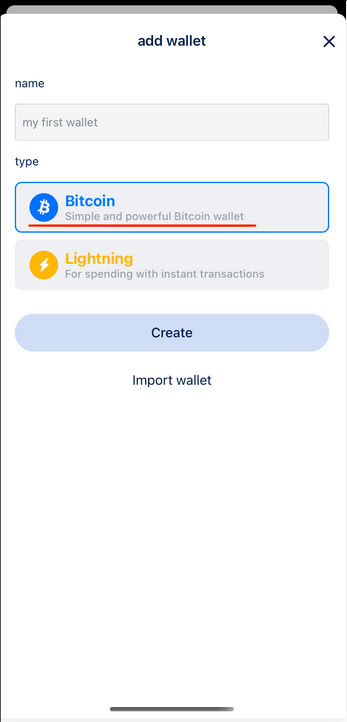 add wallet
name
my first wallet
type
Bitcoin
Simple and powerful Bitcoin wallet
Lightning
For spending with instant transactions
Create
Import wallet